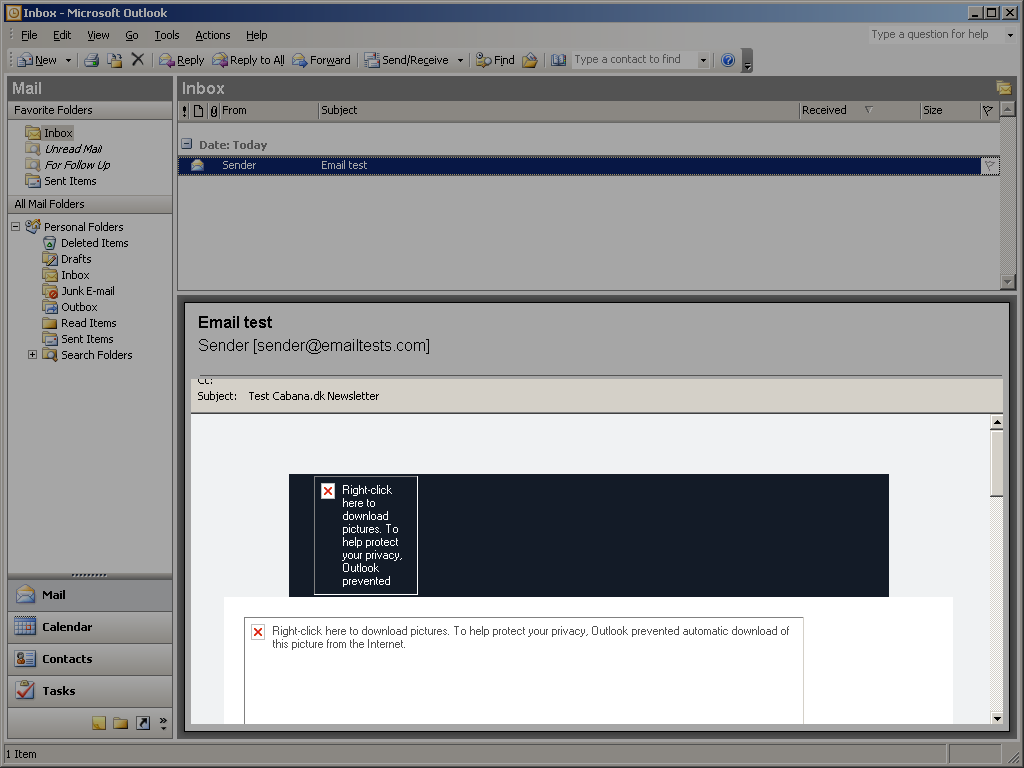 Inbox - Microsoft Outlook
File Edit View Go Tools Actions Help Type a question for help
New Reply Reply to All Forward Send/Receive Find Type a contact to find
Mail
Favorite Folders
Inbox
Unread Mail
For Follow Up
Sent Items
All Mail Folders
Personal Folders
Deleted Items
Drafts
Inbox
Junk E-mail
Outbox
Read Items
Sent Items
Search Folders
Mail
Calendar
Contacts
Tasks
Inbox
From Subject Received Size
Date: Today
Sender Email test
Email test
Sender [sender@emailtests.com]
Cc:
Subject: Test Cabana.dk Newsletter
Right-click
here to
download
pictures. To
help protect
your privacy,
Outlook
prevented
Right-click here to download pictures. To help protect your privacy, Outlook prevented automatic download of
this picture from the Internet.
1 Item